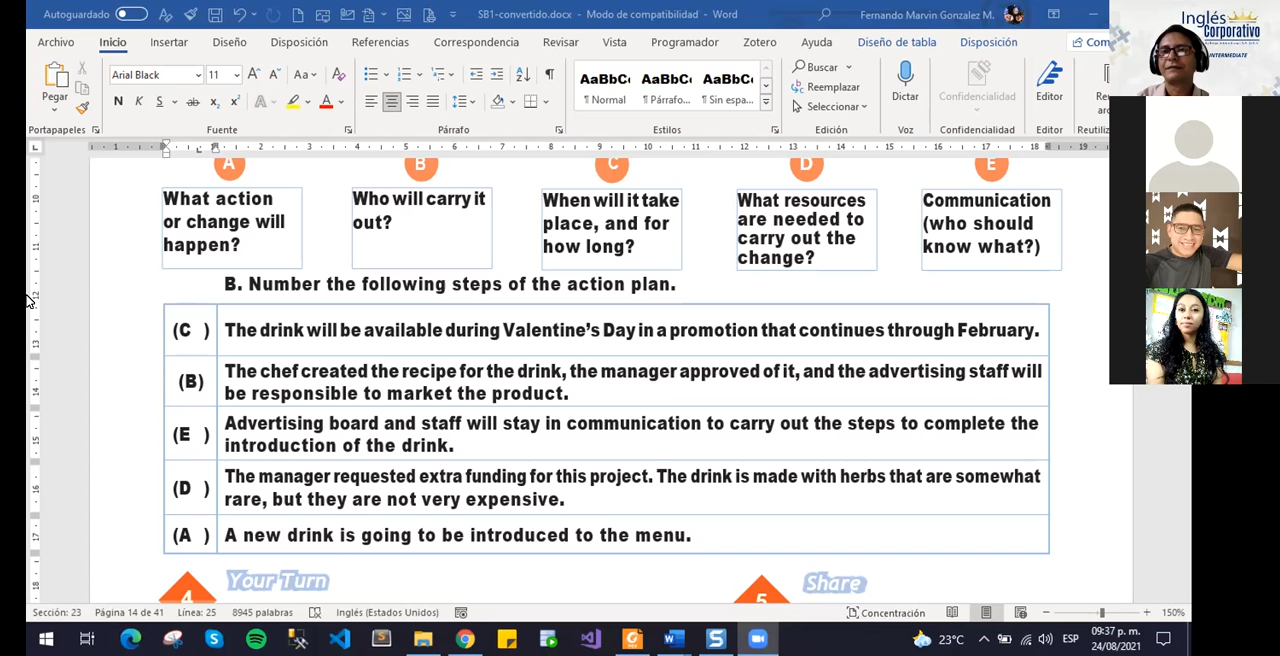 Autoguardado
SB1-convertido.docx - Modo de compatibilidad - Word
Fernando Marvin Gonzalez M.
Archivo Inicio Insertar Diseño Disposición Referencias Correspondencia Revisar Vista Programador Zotero Ayuda Diseño de tabla Disposición Com
Pegar
Arial Black 11
N K S ab x₂ x²
AaBbCc AaBbCc AaBbCc
¶ Normal ¶ Párrafo... ¶ Sin espa...
Buscar
Reemplazar
Seleccionar
Dictar
Confidencialidad
Editor
Portapapeles Fuente Párrafo Estilos Edición Voz Confidencialidad Editor Reutiliz
Inglés
Corporativo
INTERMEDIATE
A B C D E
What action
or change will
happen?
Who will carry it
out?
When will it take
place, and for
how long?
What resources
are needed to
carry out the
change?
Communication
(who should
know what?)
B. Number the following steps of the action plan.
(C ) The drink will be available during Valentine's Day in a promotion that continues through February.
(B) The chef created the recipe for the drink, the manager approved of it, and the advertising staff will
be responsible to market the product.
(E ) Advertising board and staff will stay in communication to carry out the steps to complete the
introduction of the drink.
(D ) The manager requested extra funding for this project. The drink is made with herbs that are somewhat
rare, but they are not very expensive.
(A ) A new drink is going to be introduced to the menu.
4 Your Turn
5 Share
Sección: 23 Página 14 de 41 Línea: 25 8945 palabras Inglés (Estados Unidos) Concentración 150%
23°C ESP 09:37 p. m.
24/08/2021